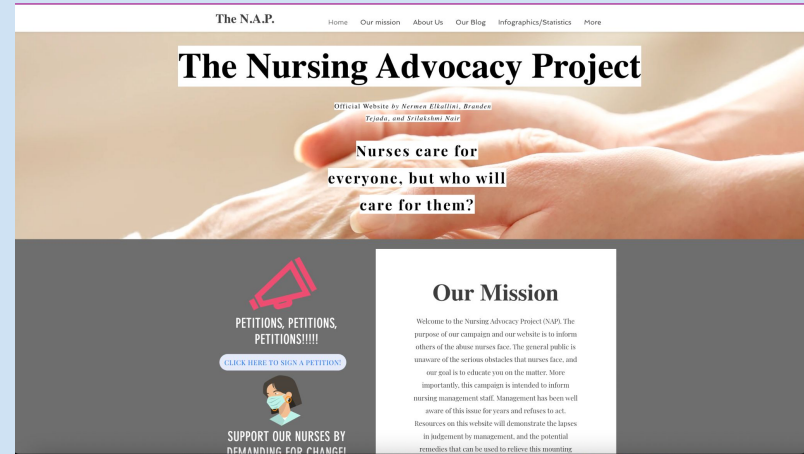 The N.A.P.
Home Our mission About Us Our Blog Infographics/Statistics More
The Nursing Advocacy Project
Official Website by Nermen Elkallini, Branden
Tejada, and Srilakshmi Nair
Nurses care for
everyone, but who will
care for them?
PETITIONS, PETITIONS,
PETITIONS!!!!!
CLICK HERE TO SIGN A PETITION!
SUPPORT OUR NURSES BY
DEMANDING FOR CHANGE!
Our Mission
Welcome to the Nursing Advocacy Project (NAP). The
purpose of our campaign and our website is to inform
others of the abuse nurses face. The general public is
unaware of the serious obstacles that nurses face, and
our goal is to educate you on the matter. More
importantly, this campaign is intended to inform
nursing management staff. Management has been well
aware of this issue for years and refuses to act.
Resources on this website will demonstrate the lapses
in judgement by management, and the potential
remedies that can be used to relieve this mounting